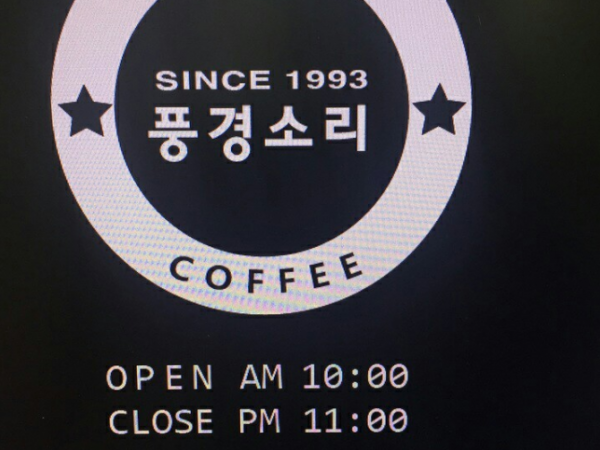 SINCE 1993
풍경소리
COFFEE
OPEN AM 10:00
CLOSE PM 11:00